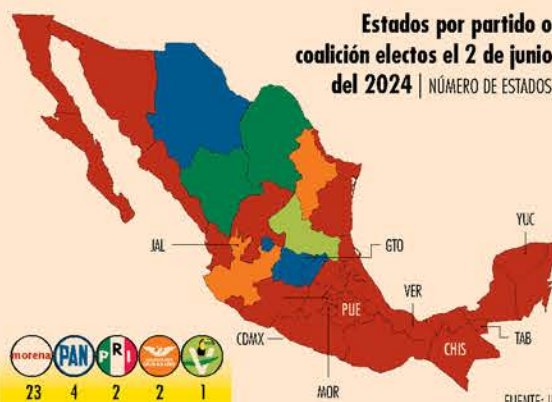 Estados por partido o
coalición electos el 2 de junio
del 2024 | NÚMERO DE ESTADOS
YUC
JAL
GTO
VER
PUE
CDMX
TAB
CHIS
MOR
morena PAN PRI
23 4 2 2 1
FUENTE: